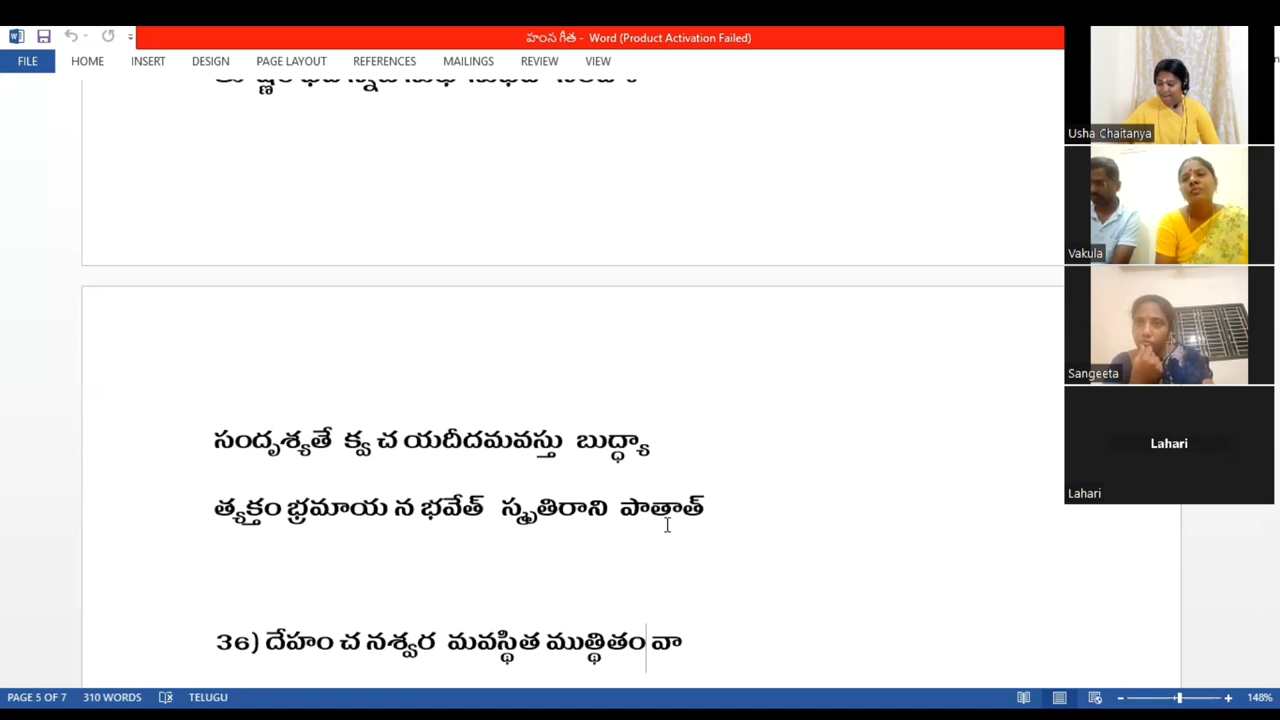 హంస గీత - Word (Product Activation Failed)
FILE HOME INSERT DESIGN PAGE LAYOUT REFERENCES MAILINGS REVIEW VIEW
Usha Chaitanya
Vakula
Sangeeta
Lahari
Lahari
సందృశ్యతే క్వ చ యదీదమవస్తు బుద్ధ్యా
త్యక్తం భ్రమాయ న భవేత్ స్మృతిరాని పాతాత్
36) దేహం చ నశ్వర మవస్థిత ముత్థితం వా
PAGE 5 OF 7 310 WORDS TELUGU 148%